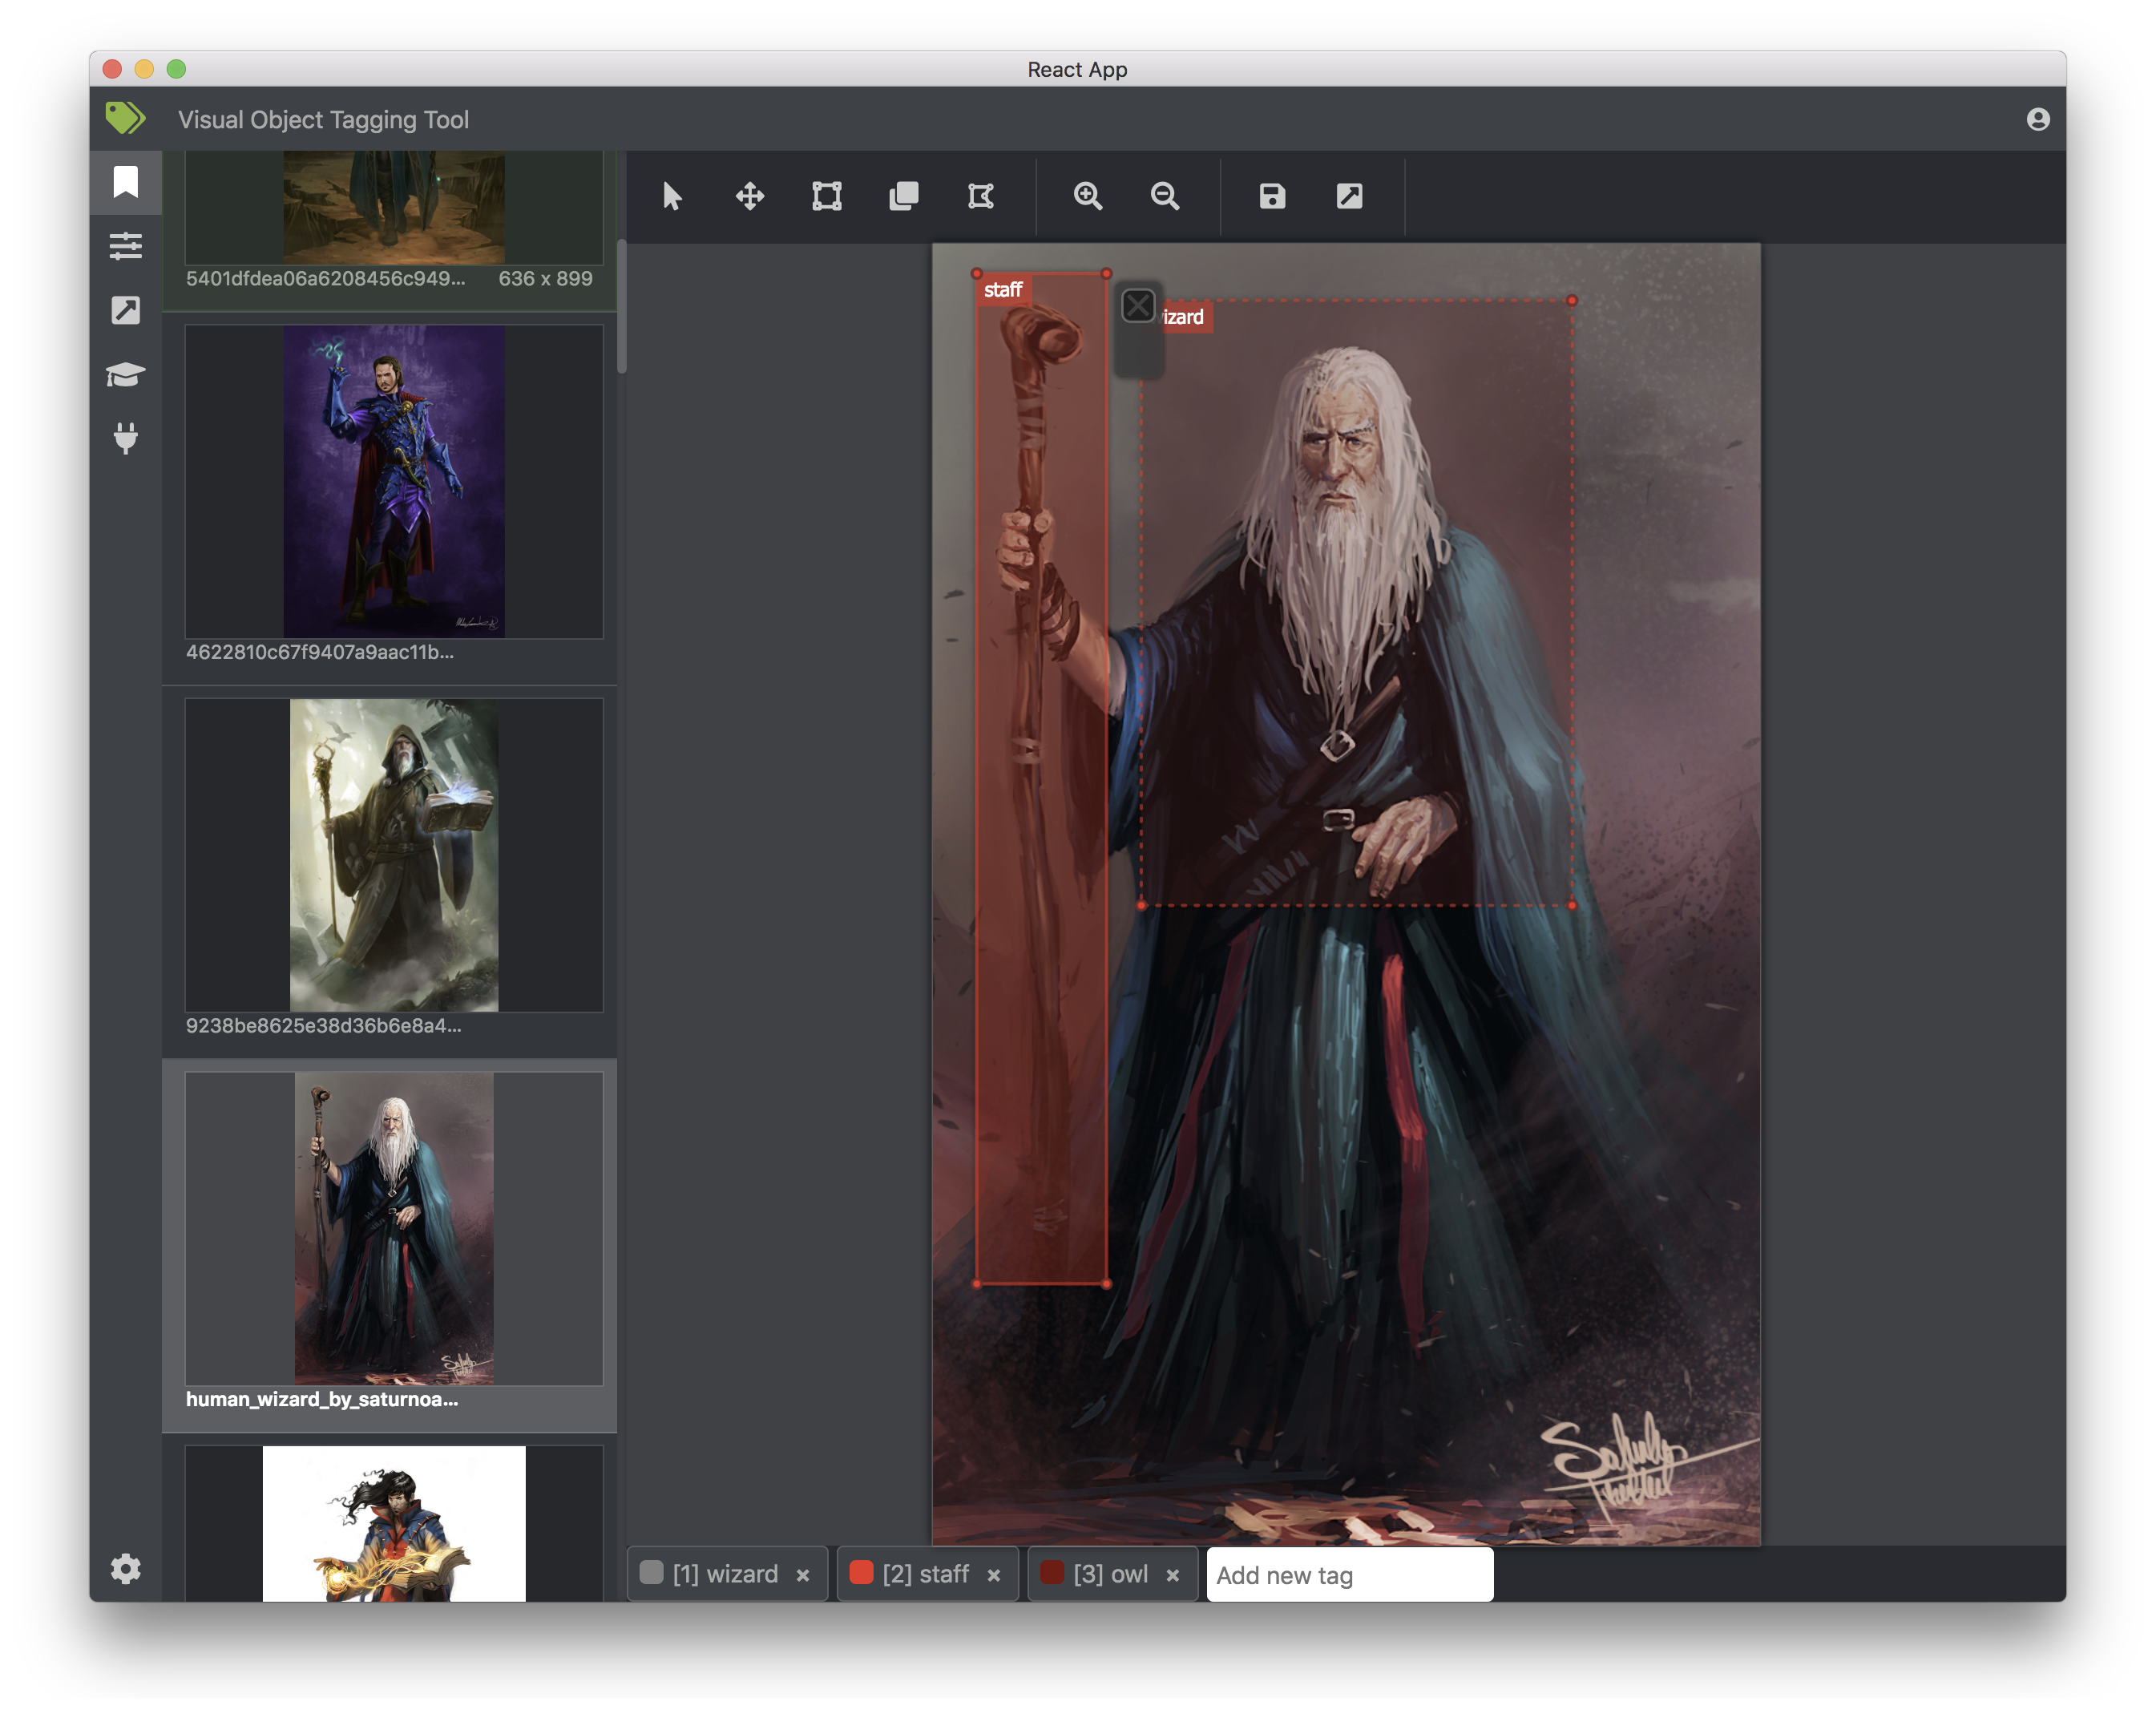 React App
Visual Object Tagging Tool
5401dfdea06a6208456c949... 636 x 899
4622810c67f9407a9aac11b...
9238be8625e38d36b6e8a4...
human_wizard_by_saturnoa...
staff
izard
[1] wizard ×
[2] staff ×
[3] owl ×
Add new tag